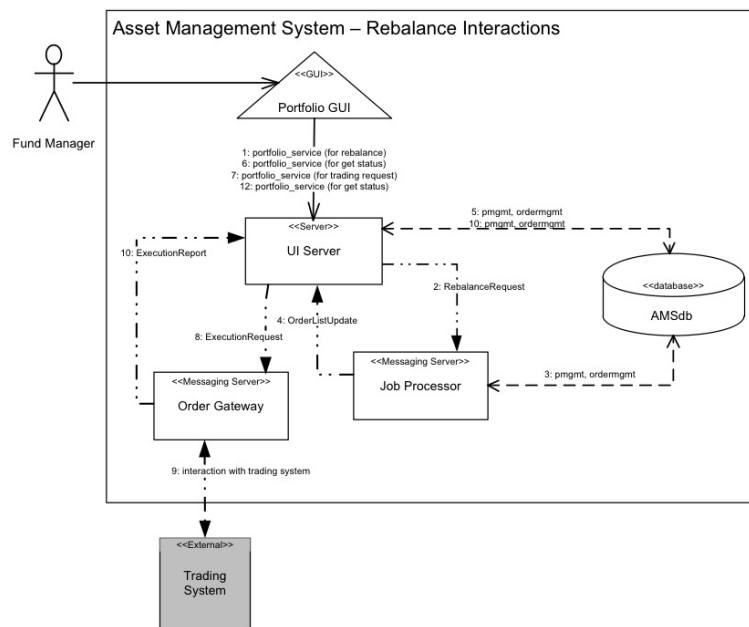 Asset Management System – Rebalance Interactions
<<GUI>>
Portfolio GUI
Fund Manager
1: portfolio_service (for rebalance)
6: portfolio_service (for get status)
7: portfolio_service (for trading request)
12: portfolio_service (for get status)
5: pmgmt, ordermgmt
10: pmgmt, ordermgmt
<<Server>>
UI Server
10: ExecutionReport
2: RebalanceRequest
<<database>>
AMSdb
4: OrderListUpdate
8: ExecutionRequest
<<Messaging Server>>
Job Processor
3: pmgmt, ordermgmt
<<Messaging Server>>
Order Gateway
9: interaction with trading system
<<External>>
Trading
System